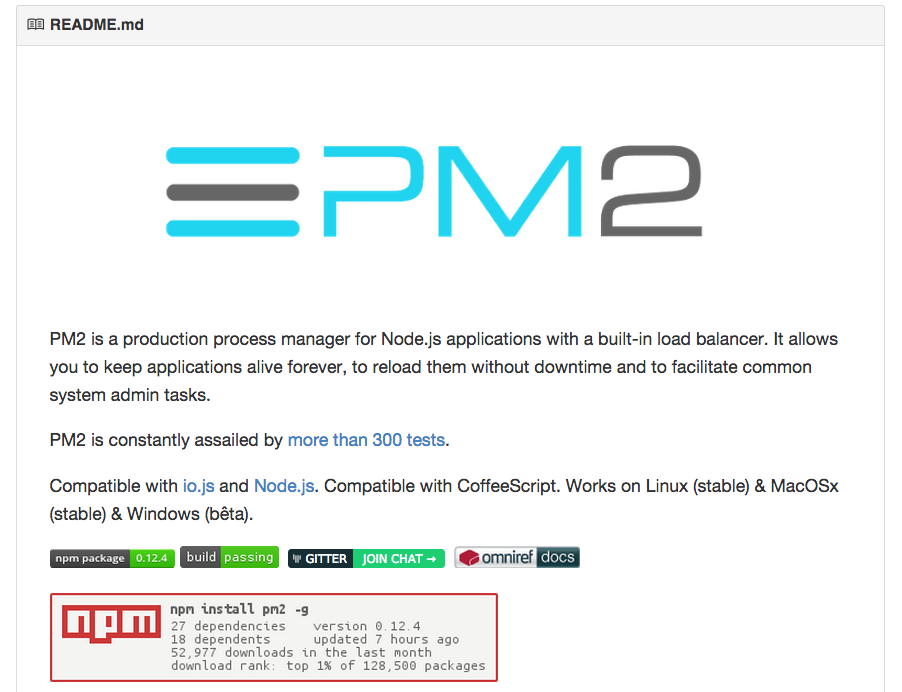 README.md
PM2
PM2 is a production process manager for Node.js applications with a built-in load balancer. It allows
you to keep applications alive forever, to reload them without downtime and to facilitate common
system admin tasks.
PM2 is constantly assailed by more than 300 tests.
Compatible with io.js and Node.js. Compatible with CoffeeScript. Works on Linux (stable) & MacOSx
(stable) & Windows (bêta).
npm package 0.12.4 build passing GITTER JOIN CHAT → omniref docs
npm
npm install pm2 -g
27 dependencies version 0.12.4
18 dependents updated 7 hours ago
52,977 downloads in the last month
download rank: top 1% of 128,500 packages